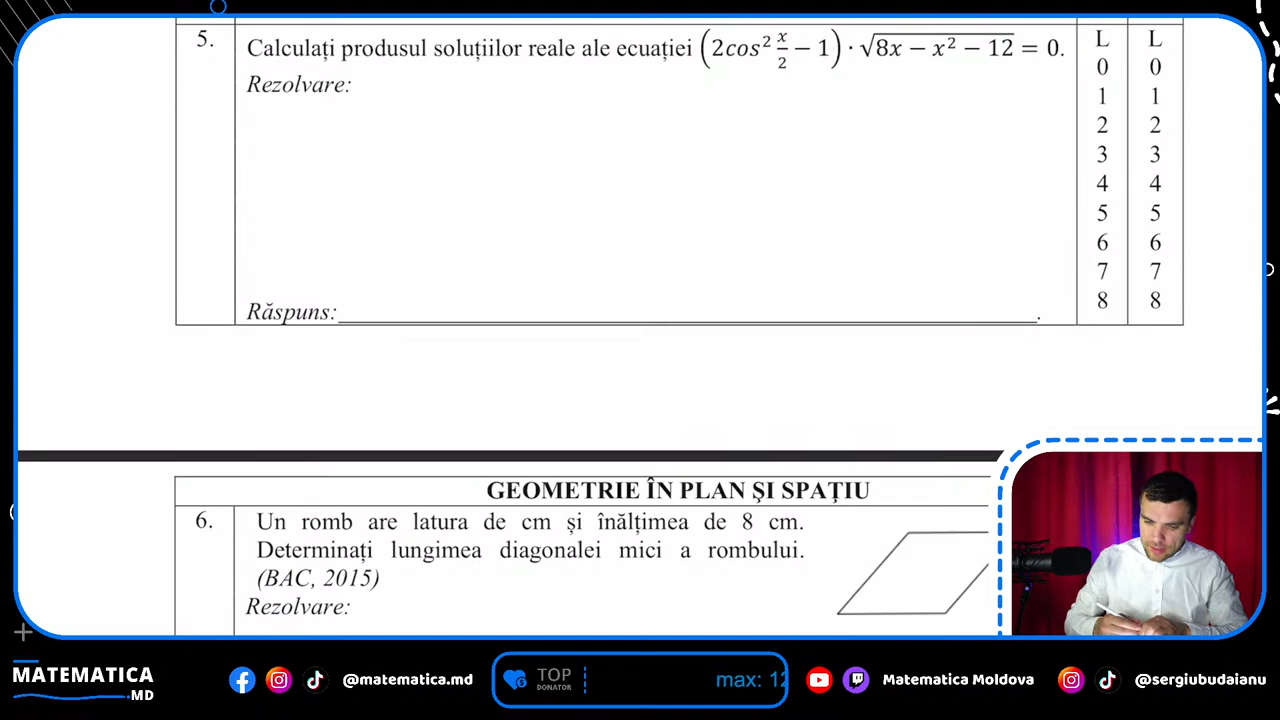 5.
Calculați produsul soluțiilor reale ale ecuației (2cos² x/2 − 1) · √(8x − x² − 12) = 0.
Rezolvare:
Răspuns: .
L L
0 0
1 1
2 2
3 3
4 4
5 5
6 6
7 7
8 8
GEOMETRIE ÎN PLAN ŞI SPAŢIU
6.
Un romb are latura de cm și înălțimea de 8 cm.
Determinați lungimea diagonalei mici a rombului.
(BAC, 2015)
Rezolvare:
MATEMATICA
.MD
@matematica.md
TOP
DONATOR
max: 12
Matematica Moldova
@sergiubudaianu